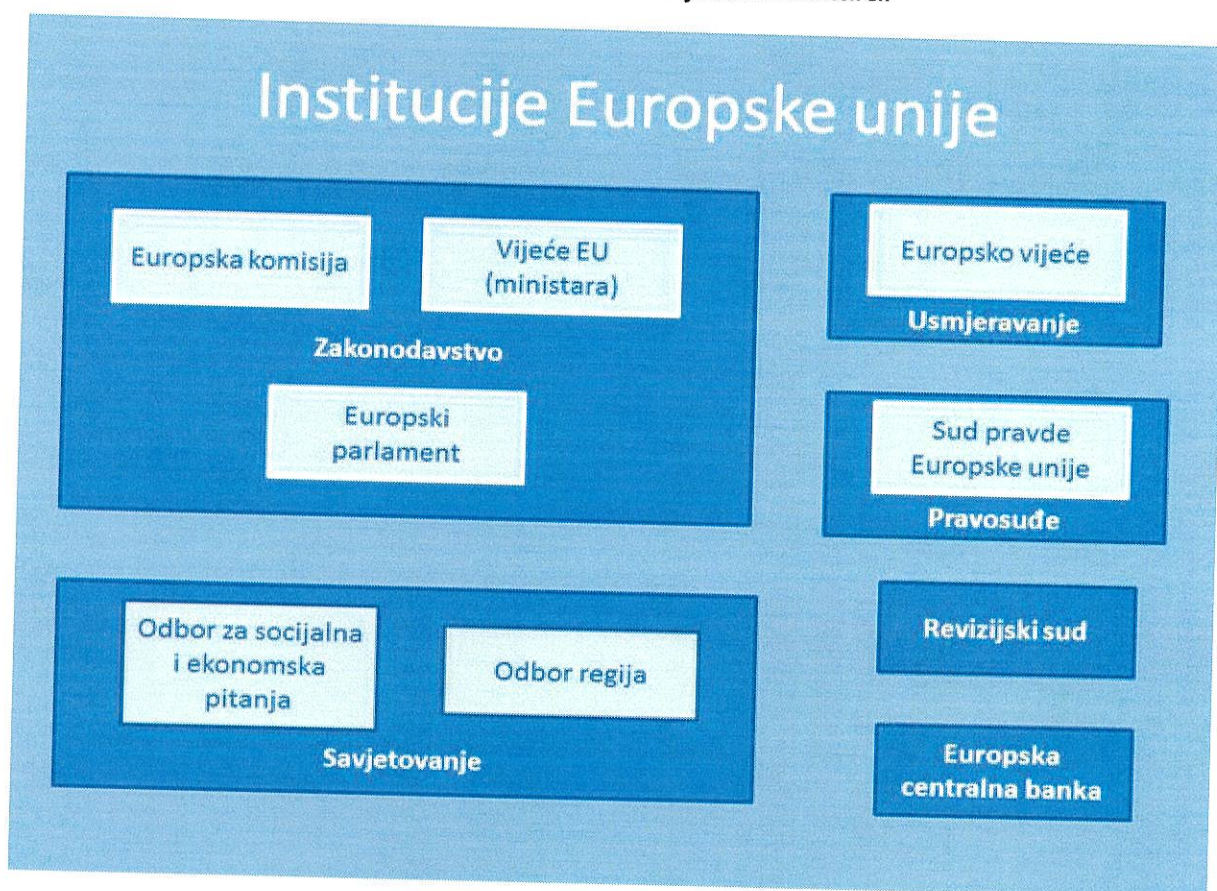 Institucije Europske unije
Europska komisija
Vijeće EU
(ministara)
Zakonodavstvo
Europski
parlament
Europsko vijeće
Usmjeravanje
Sud pravde
Europske unije
Pravosuđe
Odbor za socijalna
i ekonomska
pitanja
Odbor regija
Savjetovanje
Revizijski sud
Europska
centralna banka